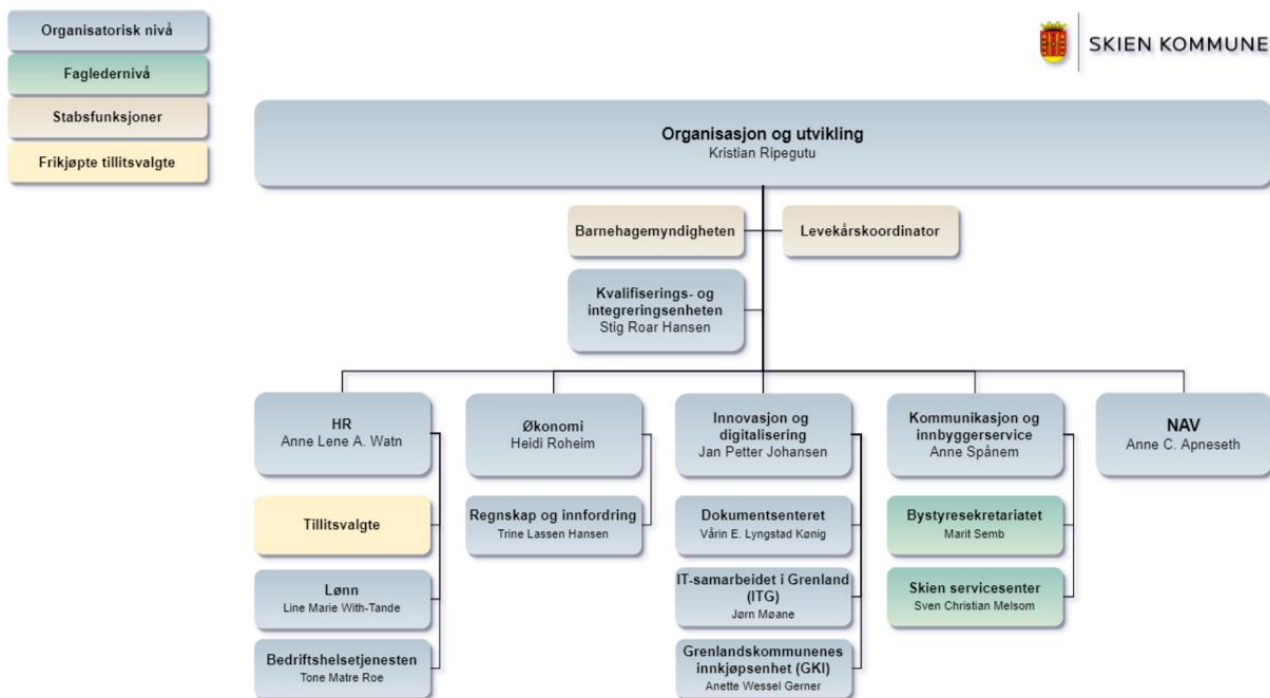 Organisatorisk nivå
Fagledernivå
Stabsfunksjoner
Frikjøpte tillitsvalgte
SKIEN KOMMUNE
Organisasjon og utvikling
Kristian Ripegutu
Barnehagemyndigheten
Levekårskoordinator
Kvalifiserings- og
integreringsenheten
Stig Roar Hansen
HR
Anne Lene A. Watn
Økonomi
Heidi Roheim
Innovasjon og
digitalisering
Jan Petter Johansen
Kommunikasjon og
innbyggerservice
Anne Spånem
NAV
Anne C. Apneseth
Tillitsvalgte
Lønn
Line Marie With-Tande
Bedriftshelsetjenesten
Tone Matre Roe
Regnskap og innfordring
Trine Lassen Hansen
Dokumentsenteret
Vårin E. Lyngstad Kønig
IT-samarbeidet i Grenland
(ITG)
Jørn Møane
Grenlandskommunenes
innkjøpsenhet (GKI)
Anette Wessel Gerner
Bystyresekretariatet
Marit Semb
Skien servicesenter
Sven Christian Melsom